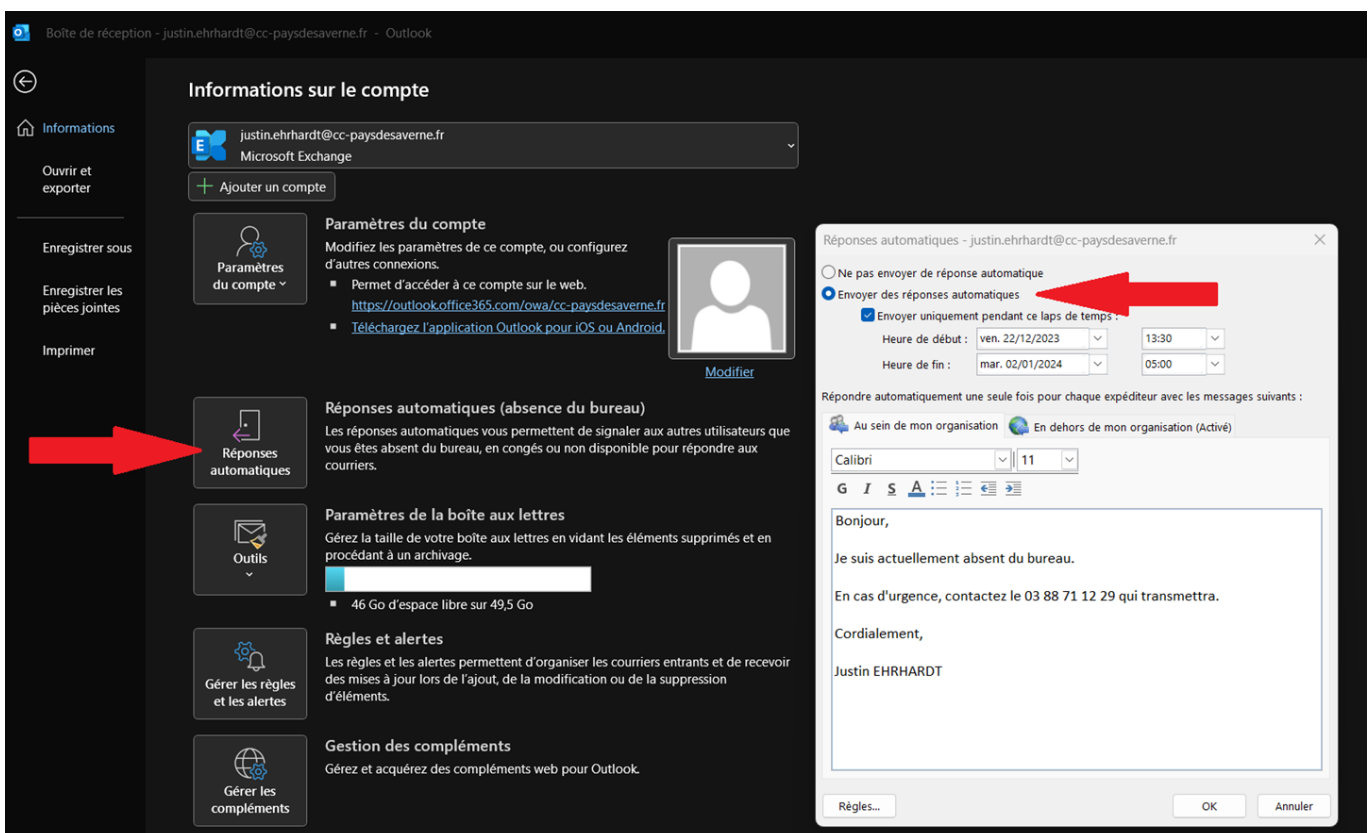 Boîte de réception - justin.ehrhardt@cc-paysdesaverne.fr - Outlook
Informations
Ouvrir et
exporter
Enregistrer sous
Enregistrer les
pièces jointes
Imprimer
Informations sur le compte
E
justin.ehrhardt@cc-paysdesaverne.fr
Microsoft Exchange
Ajouter un compte
Paramètres
du compte
Paramètres du compte
Modifiez les paramètres de ce compte, ou configurez
d'autres connexions.
Permet d'accéder à ce compte sur le web.
https://outlook.office365.com/owa/cc-paysdesaverne.fr
Téléchargez l'application Outlook pour iOS ou Android.
Modifier
Réponses
automatiques
Réponses automatiques (absence du bureau)
Les réponses automatiques vous permettent de signaler aux autres utilisateurs que
vous êtes absent du bureau, en congés ou non disponible pour répondre aux
courriers.
Outils
Paramètres de la boîte aux lettres
Gérez la taille de votre boîte aux lettres en vidant les éléments supprimés et en
procédant à un archivage.
46 Go d'espace libre sur 49,5 Go
Gérer les règles
et les alertes
Règles et alertes
Les règles et les alertes permettent d'organiser les courriers entrants et de recevoir
des mises à jour lors de l'ajout, de la modification ou de la suppression
d'éléments.
Gérer les
compléments
Gestion des compléments
Gérez et acquérez des compléments web pour Outlook.
Réponses automatiques - justin.ehrhardt@cc-paysdesaverne.fr
Ne pas envoyer de réponse automatique
Envoyer des réponses automatiques
Envoyer uniquement pendant ce laps de temps :
Heure de début : ven. 22/12/2023 13:30
Heure de fin : mar. 02/01/2024 05:00
Répondre automatiquement une seule fois pour chaque expéditeur avec les messages suivants :
Au sein de mon organisation En dehors de mon organisation (Activé)
Calibri 11
G I S A
Bonjour,
Je suis actuellement absent du bureau.
En cas d'urgence, contactez le 03 88 71 12 29 qui transmettra.
Cordialement,
Justin EHRHARDT
Règles... OK Annuler